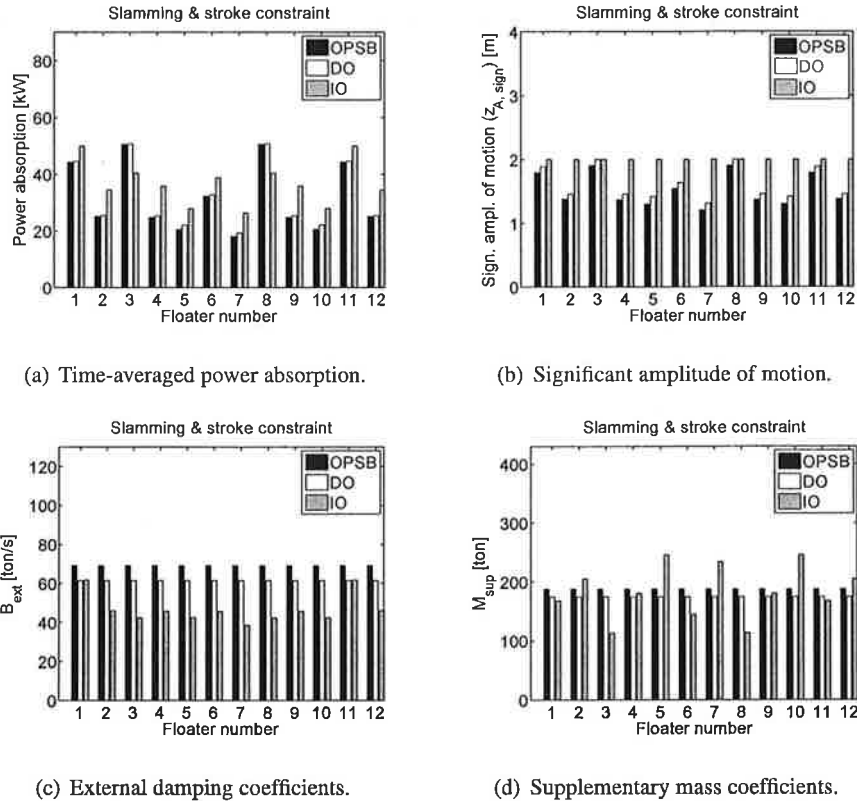 Slamming & stroke constraint
Power absorption [kW]
80
60
40
20
0
OPSB
DO
IO
1 2 3 4 5 6 7 8 9 10 11 12
Floater number
(a) Time-averaged power absorption.
Slamming & stroke constraint
Sign. ampl. of motion (z_A, sign) [m]
4
3
2
1
0
OPSB
DO
IO
1 2 3 4 5 6 7 8 9 10 11 12
Floater number
(b) Significant amplitude of motion.
Slamming & stroke constraint
B_ext [ton/s]
120
100
80
60
40
20
0
OPSB
DO
IO
1 2 3 4 5 6 7 8 9 10 11 12
Floater number
(c) External damping coefficients.
Slamming & stroke constraint
M_sup [ton]
400
300
200
100
0
OPSB
DO
IO
1 2 3 4 5 6 7 8 9 10 11 12
Floater number
(d) Supplementary mass coefficients.